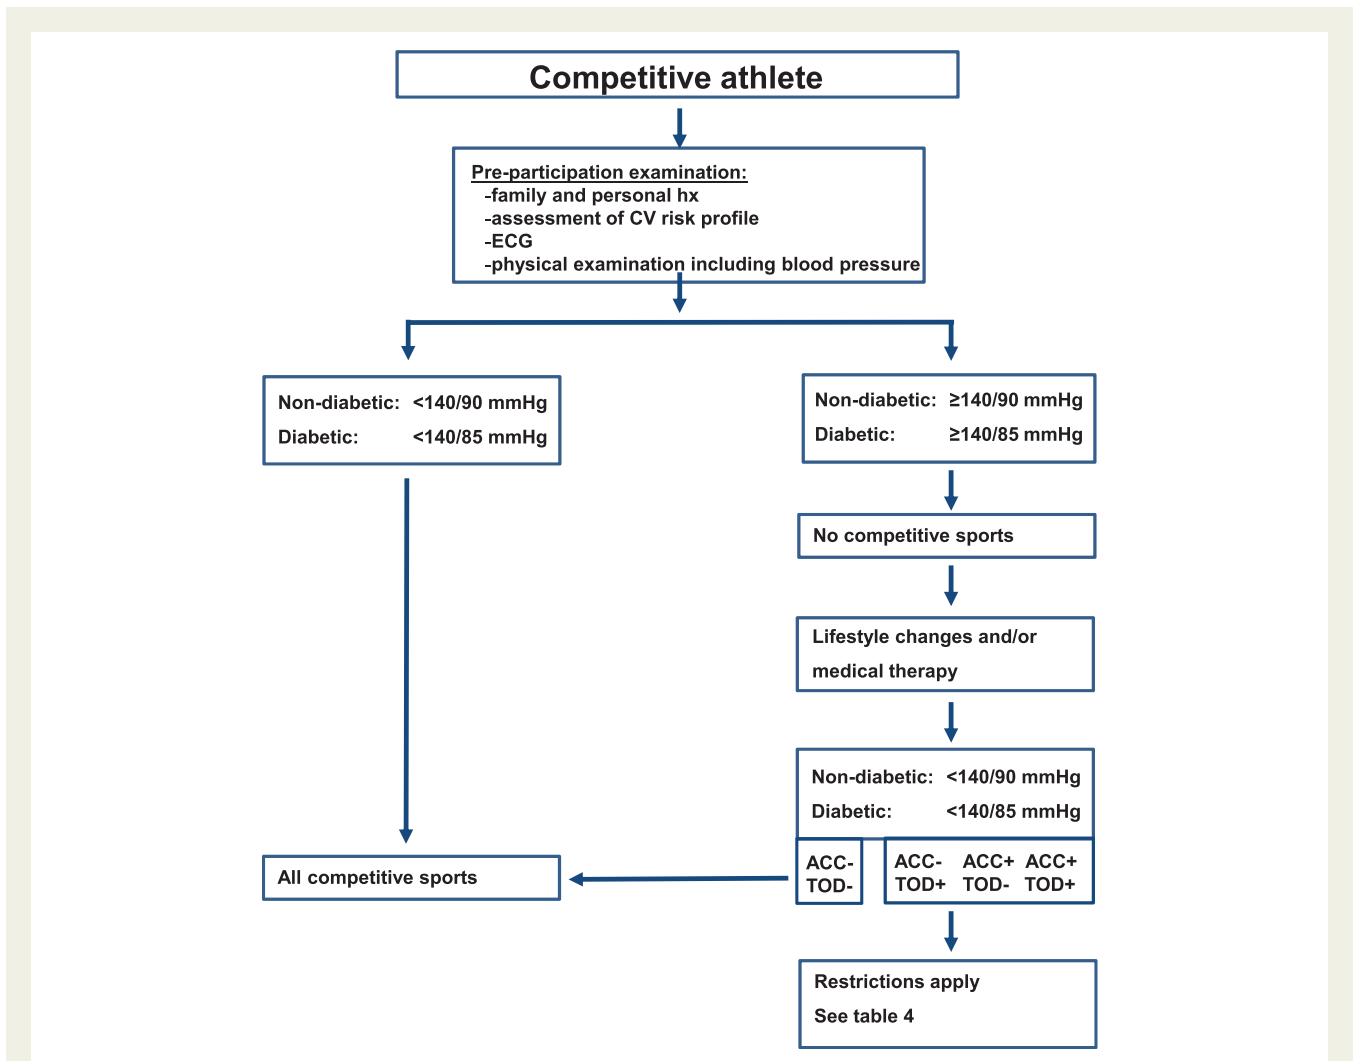 Competitive athlete
Pre-participation examination:
-family and personal hx
-assessment of CV risk profile
-ECG
-physical examination including blood pressure
Non-diabetic: <140/90 mmHg
Diabetic: <140/85 mmHg
Non-diabetic: ≥140/90 mmHg
Diabetic: ≥140/85 mmHg
No competitive sports
Lifestyle changes and/or
medical therapy
Non-diabetic: <140/90 mmHg
Diabetic: <140/85 mmHg
All competitive sports
ACC-
TOD-
ACC- ACC+ ACC+
TOD+ TOD- TOD+
Restrictions apply
See table 4